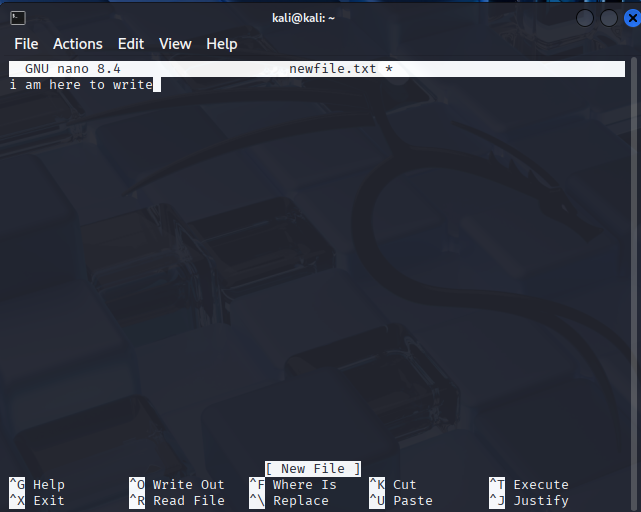 kali@kali: ~
File Actions Edit View Help
GNU nano 8.4 newfile.txt *
i am here to write
[ New File ]
^G Help ^O Write Out ^F Where Is ^K Cut ^T Execute
^X Exit ^R Read File ^\ Replace ^U Paste ^J Justify